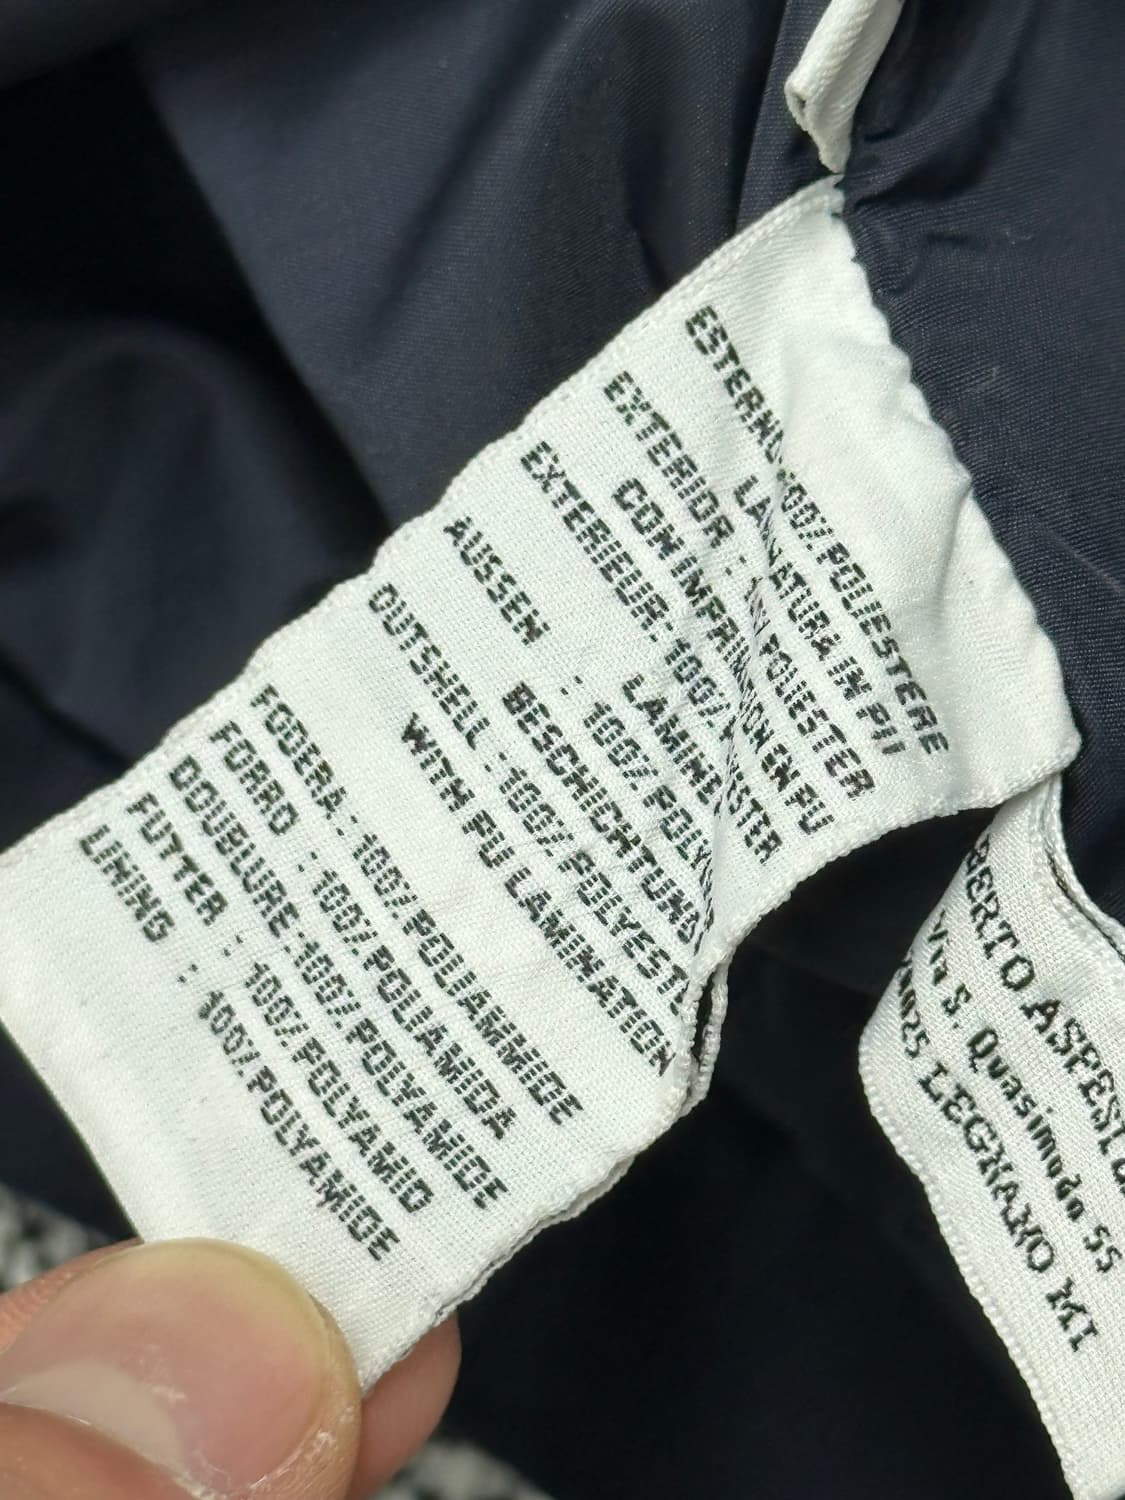 ESTERNO:100%POLIESTERE
LAMINATURA IN PU
EXTERIOR : 100% POLIESTER
CON IMPRIMACION EN PU
EXTERIEUR: 100%
LAMINE
AUSSEN : 100% POLYESTER
BESCHICHTUNG
OUTSHELL :100% POLYESTER
WITH PU LAMINATION
FODERA: 100%POLIAMMIDE
FORRO : 100%POLIAMIDA
DOUBLURE:100%POLYAMIDE
FUTTER : 100%POLYAMID
LINING : 100%POLYAMIDE
BERTO ASPESI
Via S. Quasimodo 55
LEGNANO MI